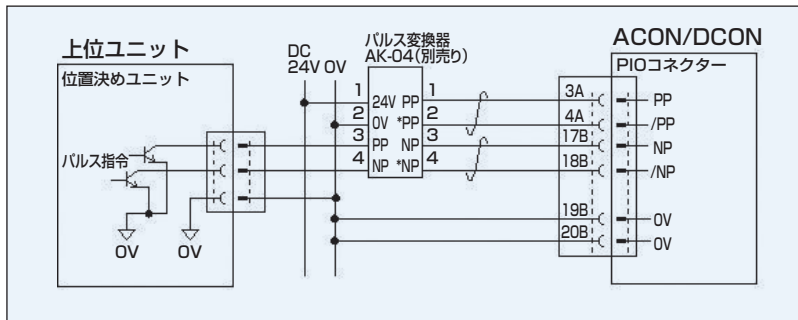 上位ユニット
位置決めユニット
パルス指令
0V
0V
DC
24V 0V
パルス変換器
AK-04(別売り)
1 24V PP 1
2 0V *PP 2
3 PP NP 3
4 NP *NP 4
ACON/DCON
PIOコネクター
3A PP
4A /PP
17B NP
18B /NP
19B 0V
20B 0V